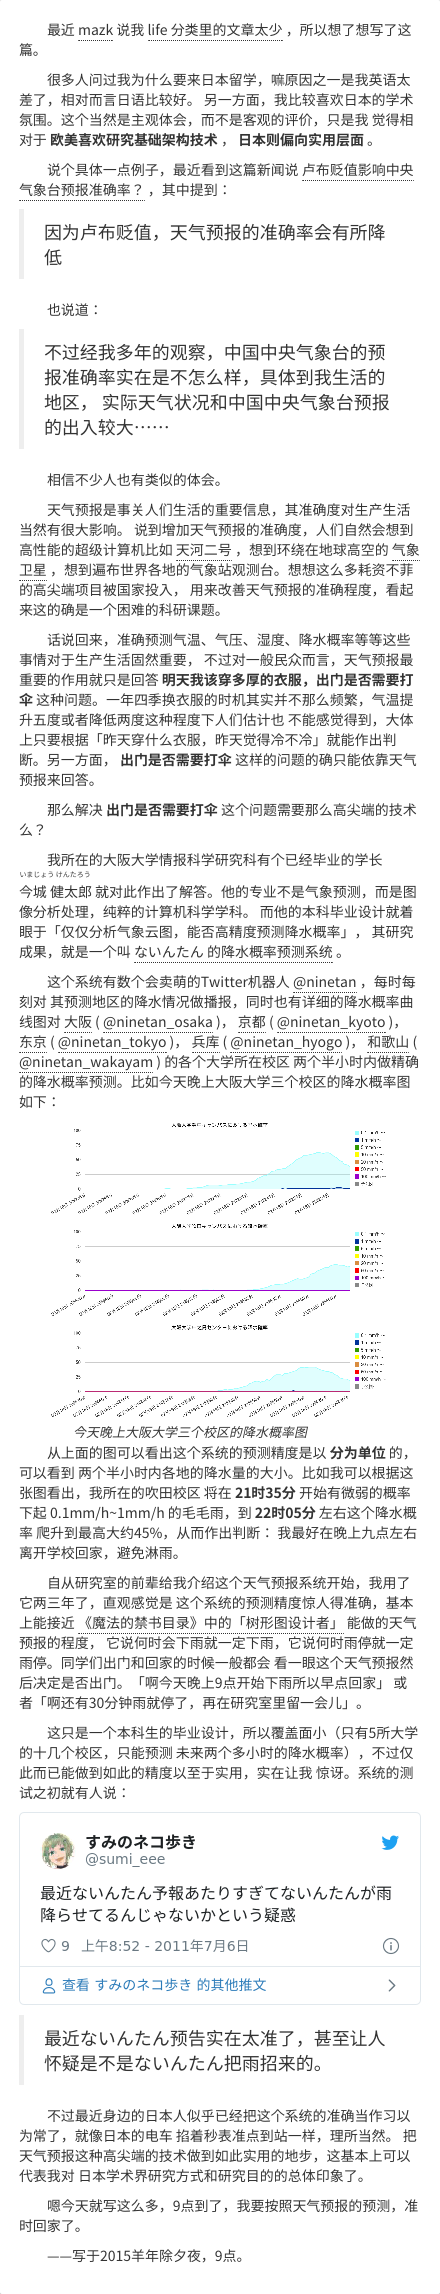 最近 mazk 说我 life 分类里的文章太少 ，所以想了想写了这
篇。
很多人问过我为什么要来日本留学，嘛原因之一是我英语太
差了，相对而言日语比较好。 另一方面，我比较喜欢日本的学术
氛围。这个当然是主观体会，而不是客观的评价，只是我 觉得相
对于 欧美喜欢研究基础架构技术 ， 日本则偏向实用层面 。
说个具体一点例子，最近看到这篇新闻说 卢布贬值影响中央
气象台预报准确率？ ，其中提到：
因为卢布贬值，天气预报的准确率会有所降
低
也说道：
不过经我多年的观察，中国中央气象台的预
报准确率实在是不怎么样，具体到我生活的
地区， 实际天气状况和中国中央气象台预报
的出入较大……
相信不少人也有类似的体会。
天气预报是事关人们生活的重要信息，其准确度对生产生活
当然有很大影响。 说到增加天气预报的准确度，人们自然会想到
高性能的超级计算机比如 天河二号 ，想到环绕在地球高空的 气象
卫星 ，想到遍布世界各地的气象站观测台。想想这么多耗资不菲
的高尖端项目被国家投入， 用来改善天气预报的准确程度，看起
来这的确是一个困难的科研课题。
话说回来，准确预测气温、气压、湿度、降水概率等等这些
事情对于生产生活固然重要， 不过对一般民众而言，天气预报最
重要的作用就只是回答 明天我该穿多厚的衣服，出门是否需要打
伞 这种问题。一年四季换衣服的时机其实并不那么频繁，气温提
升五度或者降低两度这种程度下人们估计也 不能感觉得到，大体
上只要根据「昨天穿什么衣服，昨天觉得冷不冷」就能作出判
断。另一方面， 出门是否需要打伞 这样的问题的确只能依靠天气
预报来回答。
那么解决 出门是否需要打伞 这个问题需要那么高尖端的技术
么？
我所在的大阪大学情报科学研究科有个已经毕业的学长
いまじょう けんたろう
今城 健太郎 就对此作出了解答。他的专业不是气象预测，而是图
像分析处理，纯粹的计算机科学学科。 而他的本科毕业设计就着
眼于「仅仅分析气象云图，能否高精度预测降水概率」， 其研究
成果，就是一个叫 ないんたん 的降水概率预测系统 。
这个系统有数个会卖萌的Twitter机器人 @ninetan ，每时每
刻对 其预测地区的降水情况做播报，同时也有详细的降水概率曲
线图对 大阪 ( @ninetan_osaka )， 京都 ( @ninetan_kyoto )，
东京 ( @ninetan_tokyo )， 兵库 ( @ninetan_hyogo )， 和歌山 (
@ninetan_wakayam ) 的各个大学所在校区 两个半小时内做精确
的降水概率预测。比如今天晚上大阪大学三个校区的降水概率图
如下：
今天晚上大阪大学三个校区的降水概率图
从上面的图可以看出这个系统的预测精度是以 分为单位 的，
可以看到 两个半小时内各地的降水量的大小。比如我可以根据这
张图看出，我所在的吹田校区 将在 21时35分 开始有微弱的概率
下起 0.1mm/h~1mm/h 的毛毛雨，到 22时05分 左右这个降水概
率 爬升到最高大约45%，从而作出判断： 我最好在晚上九点左右
离开学校回家，避免淋雨。
自从研究室的前辈给我介绍这个天气预报系统开始，我用了
它两三年了，直观感觉是 这个系统的预测精度惊人得准确，基本
上能接近 《魔法的禁书目录》中的「树形图设计者」 能做的天气
预报的程度， 它说何时会下雨就一定下雨，它说何时雨停就一定
雨停。同学们出门和回家的时候一般都会 看一眼这个天气预报然
后决定是否出门。「啊今天晚上9点开始下雨所以早点回家」 或
者「啊还有30分钟雨就停了，再在研究室里留一会儿」。
这只是一个本科生的毕业设计，所以覆盖面小（只有5所大学
的十几个校区，只能预测 未来两个多小时的降水概率），不过仅
此而已能做到如此的精度以至于实用，实在让我 惊讶。系统的测
试之初就有人说：
すみのネコ歩き
@sumi_eee
最近ないんたん予報あたりすぎてないんたんが雨
降らせてるんじゃないかという疑惑
9 上午8:52 - 2011年7月6日
查看 すみのネコ歩き 的其他推文
最近ないんたん预告实在太准了，甚至让人
怀疑是不是ないんたん把雨招来的。
不过最近身边的日本人似乎已经把这个系统的准确当作习以
为常了，就像日本的电车 掐着秒表准点到站一样，理所当然。 把
天气预报这种高尖端的技术做到如此实用的地步，这基本上可以
代表我对 日本学术界研究方式和研究目的的总体印象了。
嗯今天就写这么多，9点到了，我要按照天气预报的预测，准
时回家了。
——写于2015羊年除夕夜，9点。